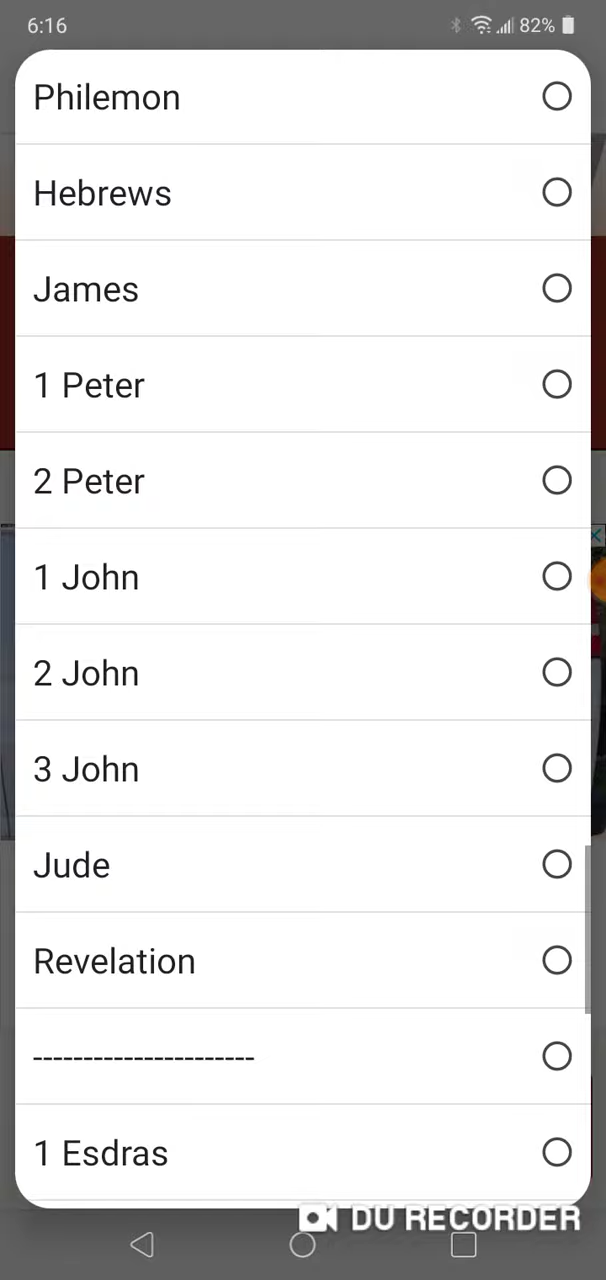 6:16 82%
Philemon
Hebrews
James
1 Peter
2 Peter
1 John
2 John
3 John
Jude
Revelation
----------------------
1 Esdras
DU RECORDER